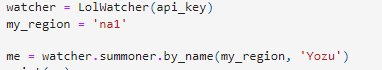 watcher = LolWatcher(api_key)
my_region = 'na1'
me = watcher.summoner.by_name(my_region, 'Yozu')